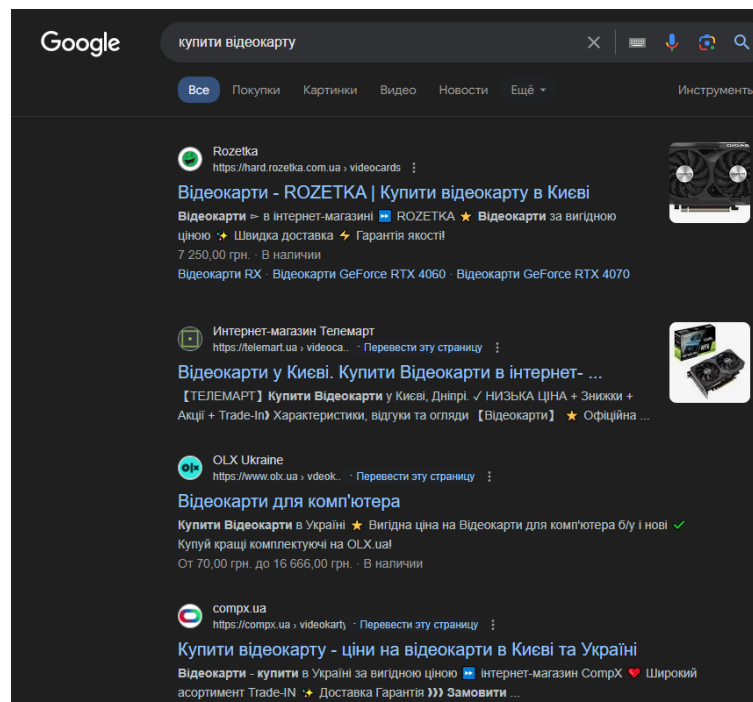 Google
купити відеокарту
Все Покупки Картинки Видео Новости Ещё Инструменты
Rozetka
https://hard.rozetka.com.ua › videocards
Відеокарти - ROZETKA | Купити відеокарту в Києві
Відеокарти ➣ в інтернет-магазині ⏩ ROZETKA ⭐ Відеокарти за вигідною
ціною ✨ Швидка доставка ⚡ Гарантія якості!
7 250,00 грн. · В наличии
Відеокарти RX · Відеокарти GeForce RTX 4060 · Відеокарти GeForce RTX 4070
Интернет-магазин Телемарт
https://telemart.ua › videoca.. · Перевести эту страницу
Відеокарти у Києві. Купити Відеокарти в інтернет- ...
【ТЕЛЕМАРТ】Купити Відеокарти у Києві, Дніпрі. ✓ НИЗЬКА ЦІНА + Знижки +
Акції + Trade-In》Характеристики, відгуки та огляди 【Відеокарти】 ⭐ Офіційна ...
OLX Ukraine
https://www.olx.ua › vdeok.. · Перевести эту страницу
Відеокарти для комп'ютера
Купити Відеокарти в Україні ⭐ Вигідна ціна на Відеокарти для комп'ютера б/у і нові ✓
Купуй кращі комплектуючі на OLX.ua!
От 70,00 грн. до 16 666,00 грн. · В наличии
compx.ua
https://compx.ua › videokarty · Перевести эту страницу
Купити відеокарту - ціни на відеокарти в Києві та Україні
Відеокарти - купити в Україні за вигідною ціною ⏩ інтернет-магазин CompX ❤ Широкий
асортимент Trade-IN ✨ Доставка Гарантія ⟫⟫⟫ Замовити ...